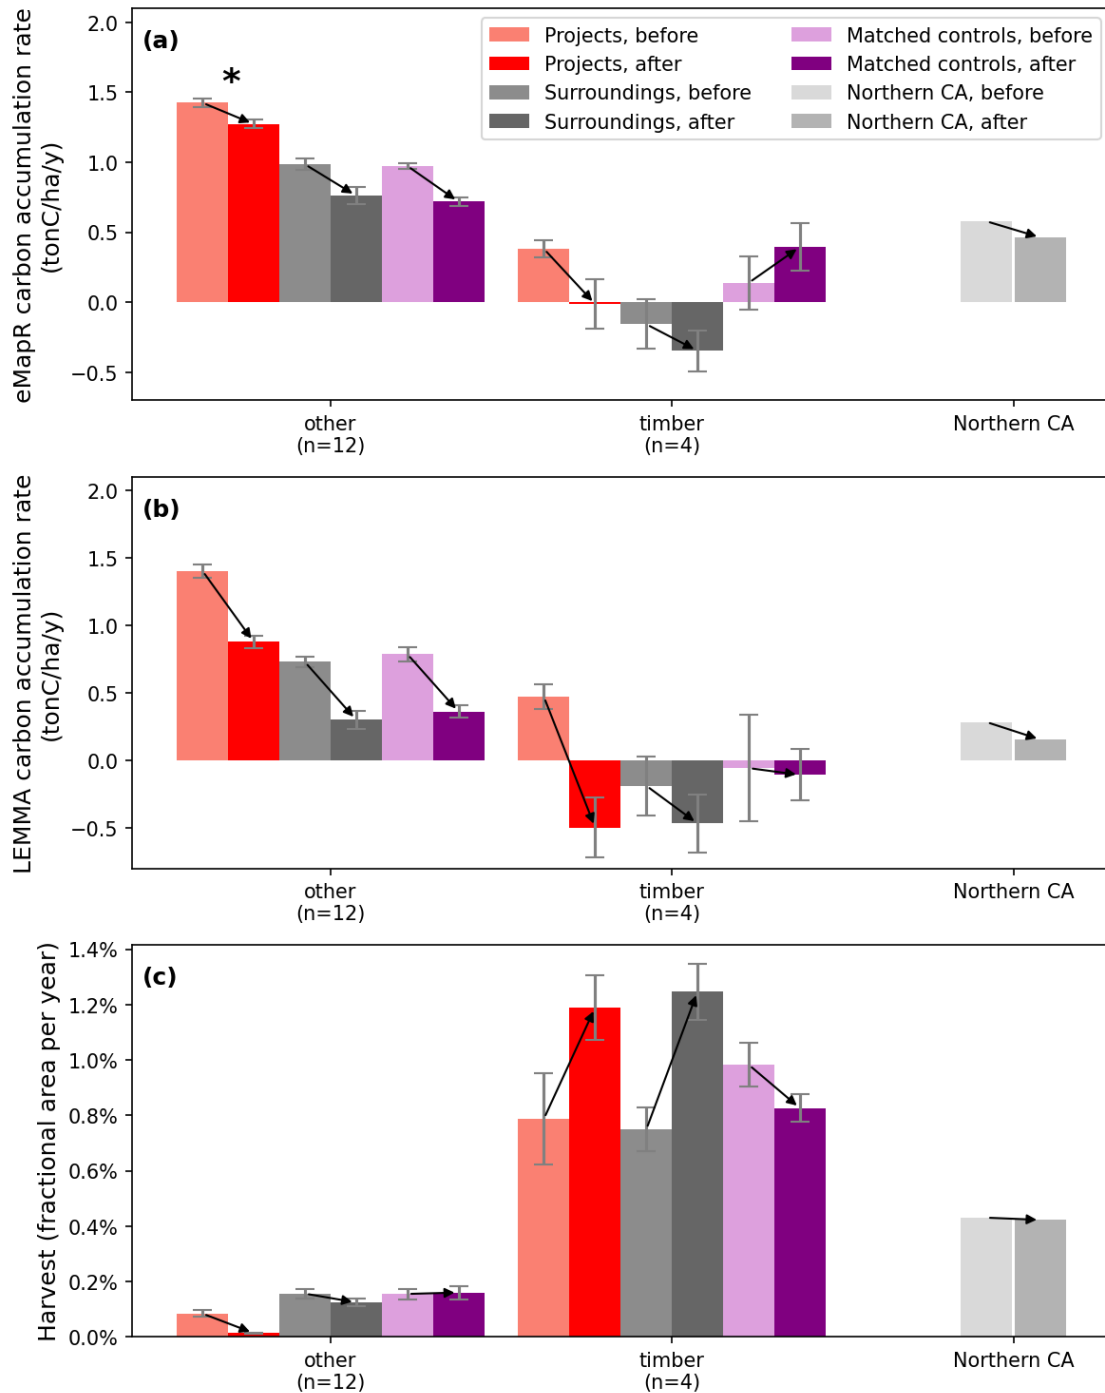 (a)
*
Projects, before
Projects, after
Surroundings, before
Surroundings, after
Matched controls, before
Matched controls, after
Northern CA, before
Northern CA, after
eMapR carbon accumulation rate
(tonC/ha/y)
2.0
1.5
1.0
0.5
0.0
−0.5
other
(n=12)
timber
(n=4)
Northern CA
(b)
LEMMA carbon accumulation rate
(tonC/ha/y)
2.0
1.5
1.0
0.5
0.0
−0.5
other
(n=12)
timber
(n=4)
Northern CA
(c)
Harvest (fractional area per year)
1.4%
1.2%
1.0%
0.8%
0.6%
0.4%
0.2%
0.0%
other
(n=12)
timber
(n=4)
Northern CA